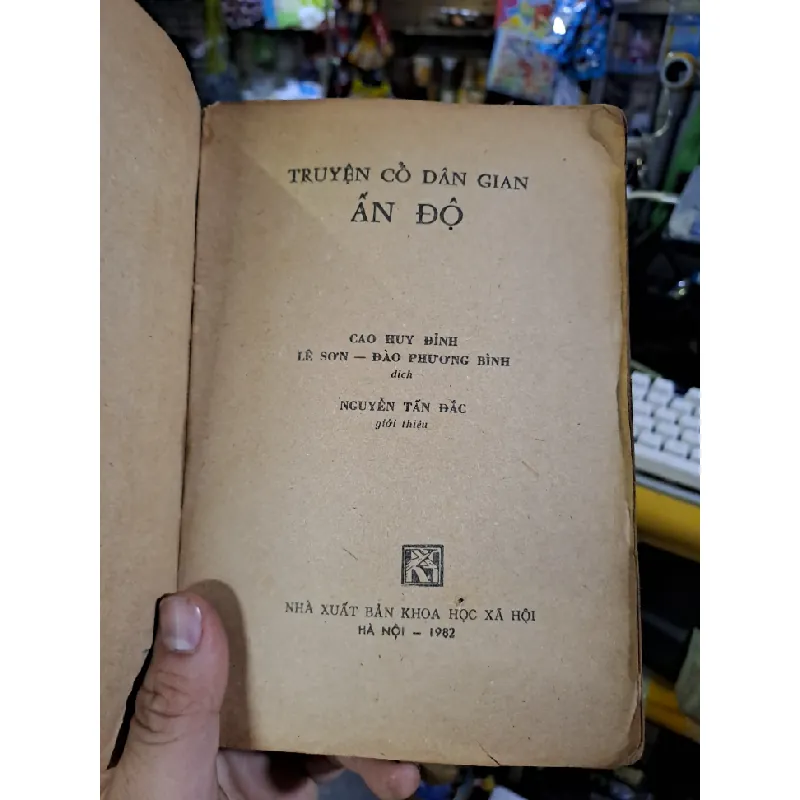 TRUYỆN CỔ DÂN GIAN
ẤN ĐỘ
CAO HUY ĐỈNH
LÊ SƠN — ĐÀO PHƯƠNG BÌNH
dịch
NGUYỄN TẤN ĐẮC
giới thiệu
NHÀ XUẤT BẢN KHOA HỌC XÃ HỘI
HÀ NỘI – 1982